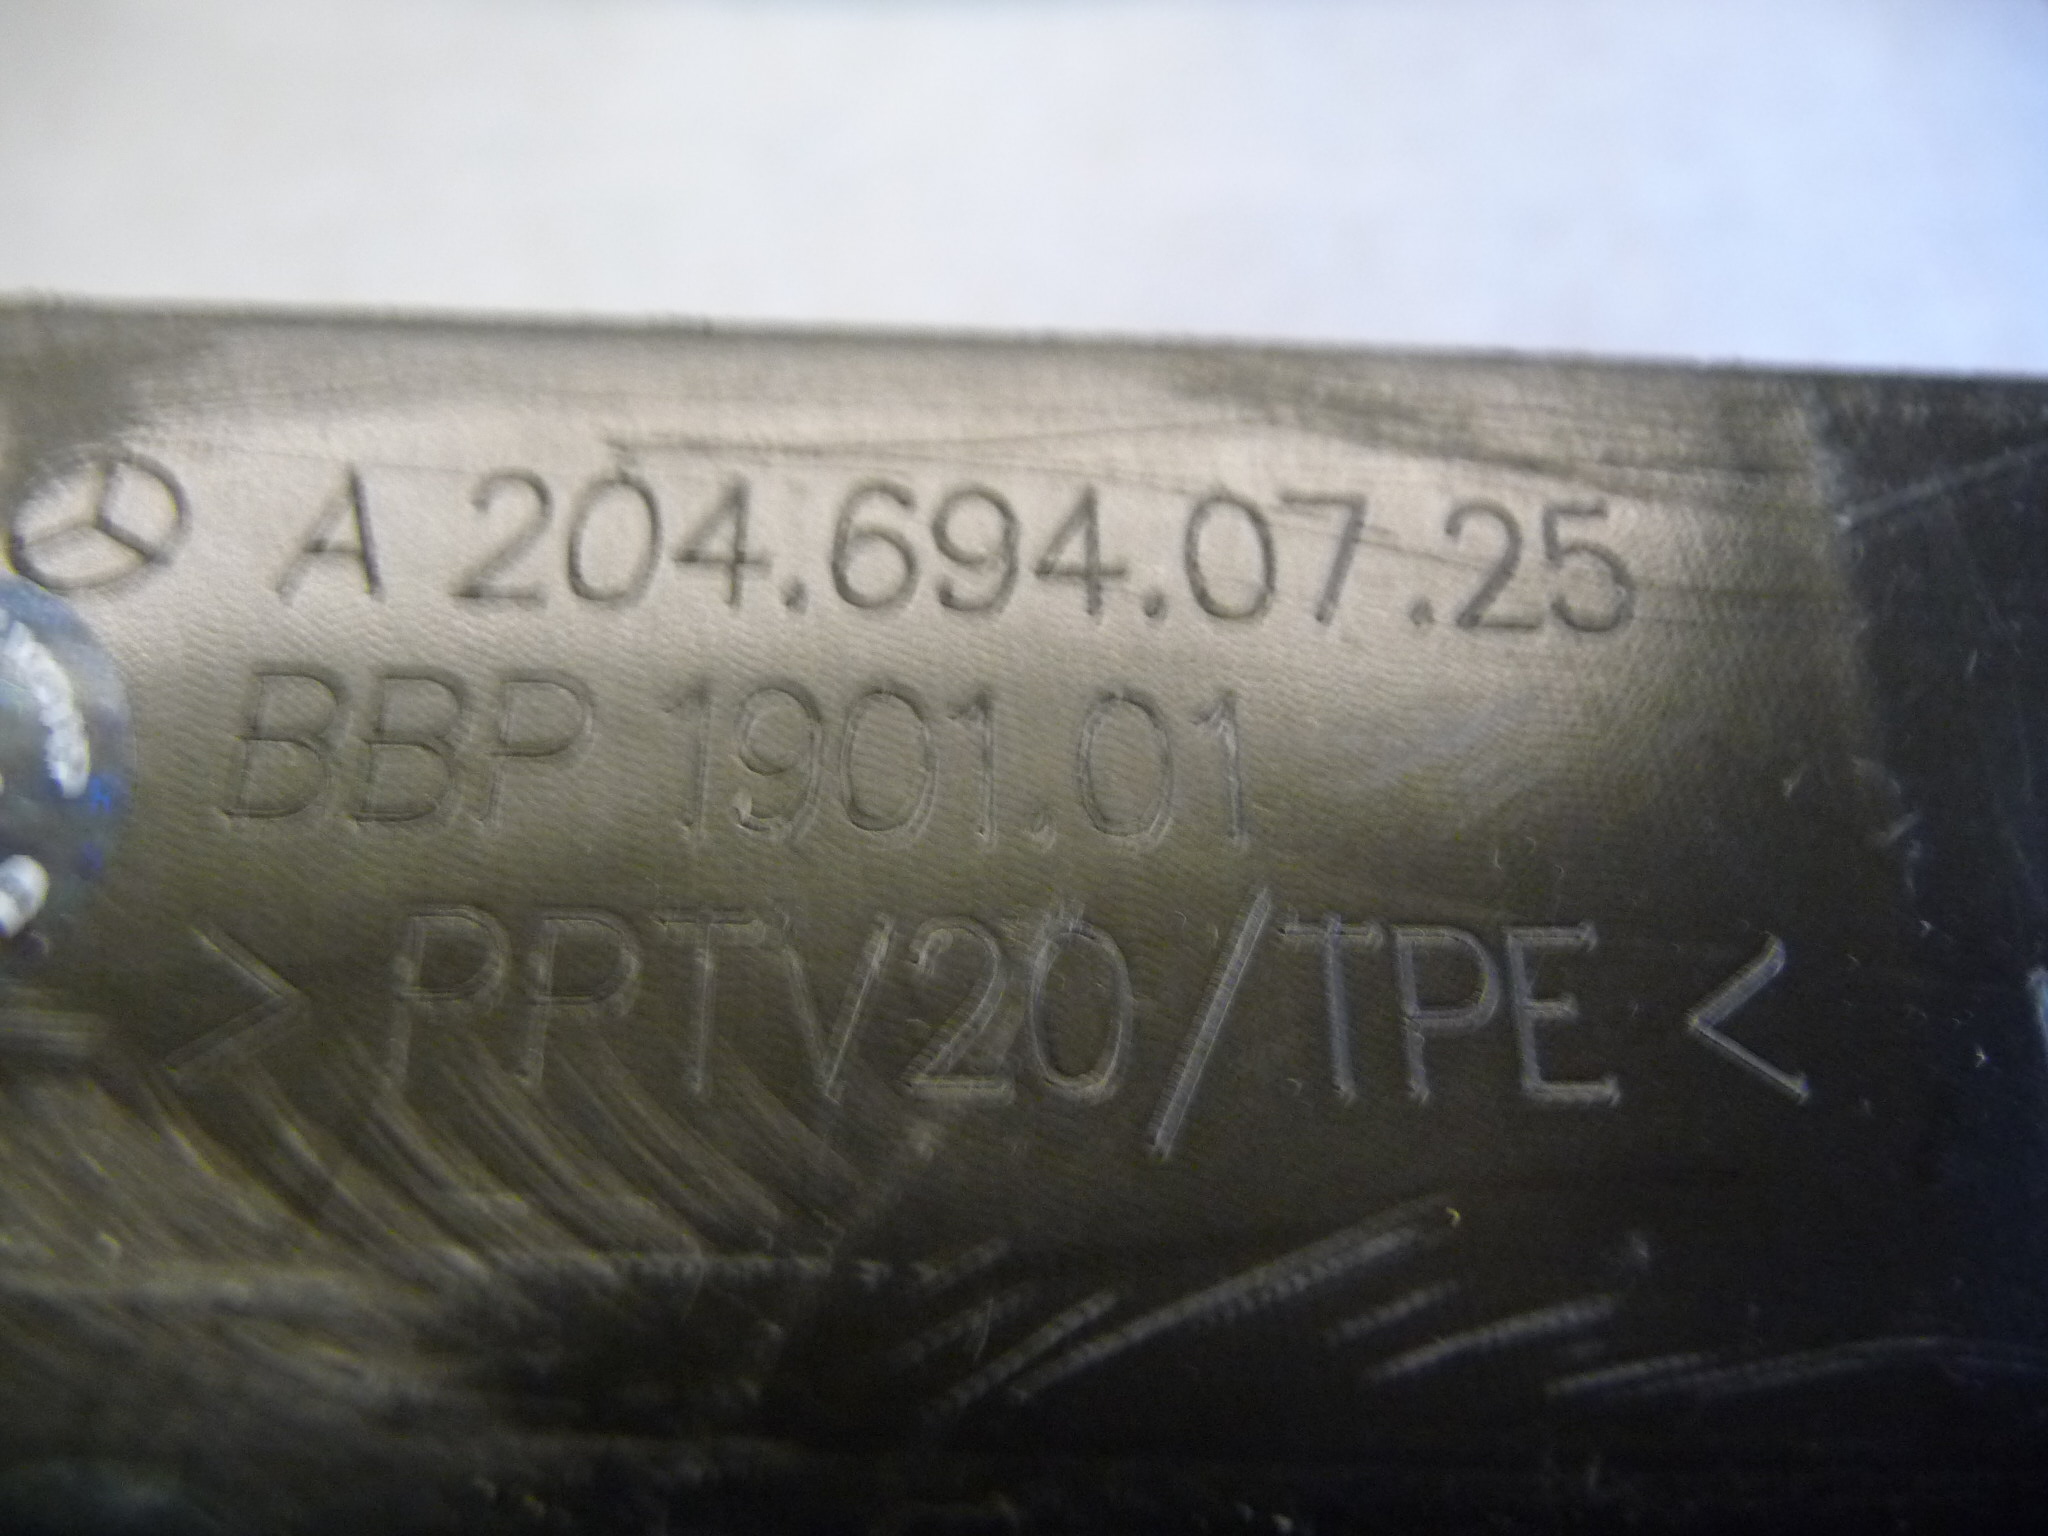 A 204.694.07.25
BBP 1901.01
> PPTV20/TPE <